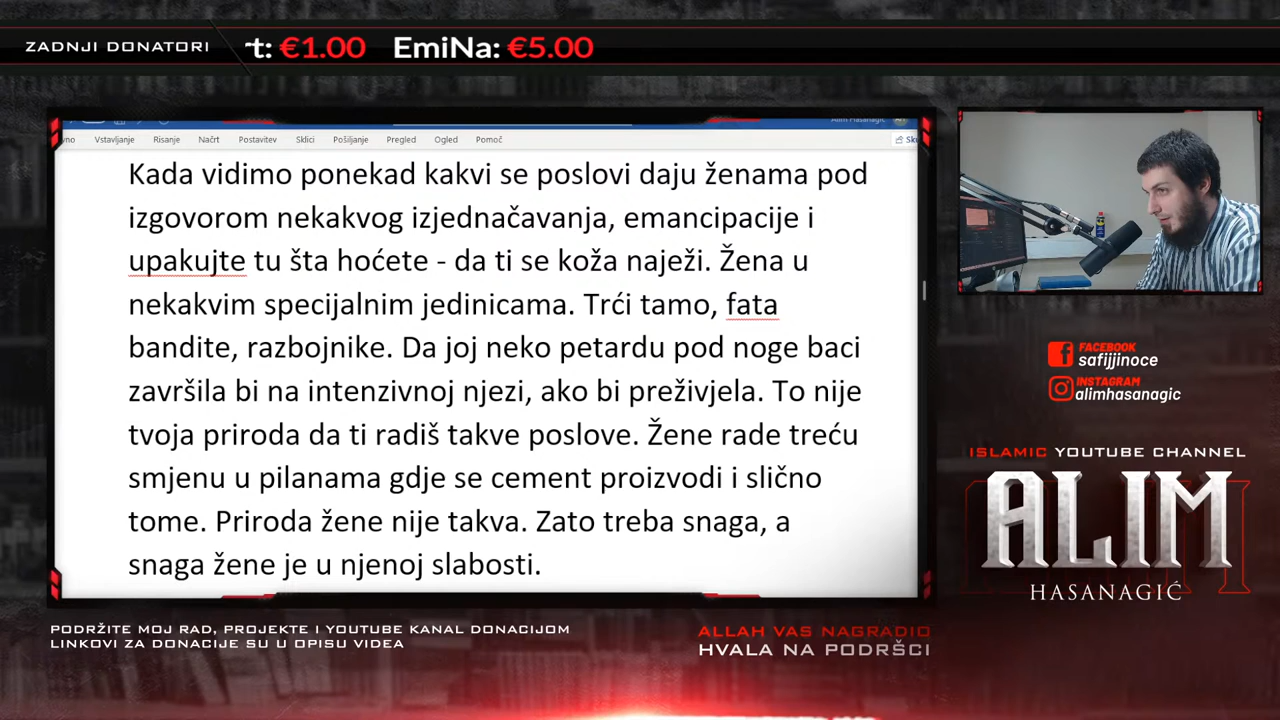 ZADNJI DONATORI
t: €1.00 EmiNa: €5.00
Vstavljanje Risanje Načrt Postavitev Sklici Pošiljanje Pregled Ogled Pomoč
Alim Hasanagić
Kada vidimo ponekad kakvi se poslovi daju ženama pod
izgovorom nekakvog izjednačavanja, emancipacije i
upakujte tu šta hoćete - da ti se koža naježi. Žena u
nekakvim specijalnim jedinicama. Trći tamo, fata
bandite, razbojnike. Da joj neko petardu pod noge baci
završila bi na intenzivnoj njezi, ako bi preživjela. To nije
tvoja priroda da ti radiš takve poslove. Žene rade treću
smjenu u pilanama gdje se cement proizvodi i slično
tome. Priroda žene nije takva. Zato treba snaga, a
snaga žene je u njenoj slabosti.
FACEBOOK
safijjinoce
INSTAGRAM
alimhasanagic
ISLAMIC YOUTUBE CHANNEL
ALIM
HASANAGIĆ
PODRŽITE MOJ RAD, PROJEKTE I YOUTUBE KANAL DONACIJOM
LINKOVI ZA DONACIJE SU U OPISU VIDEA
ALLAH VAS NAGRADIO
HVALA NA PODRŠCI